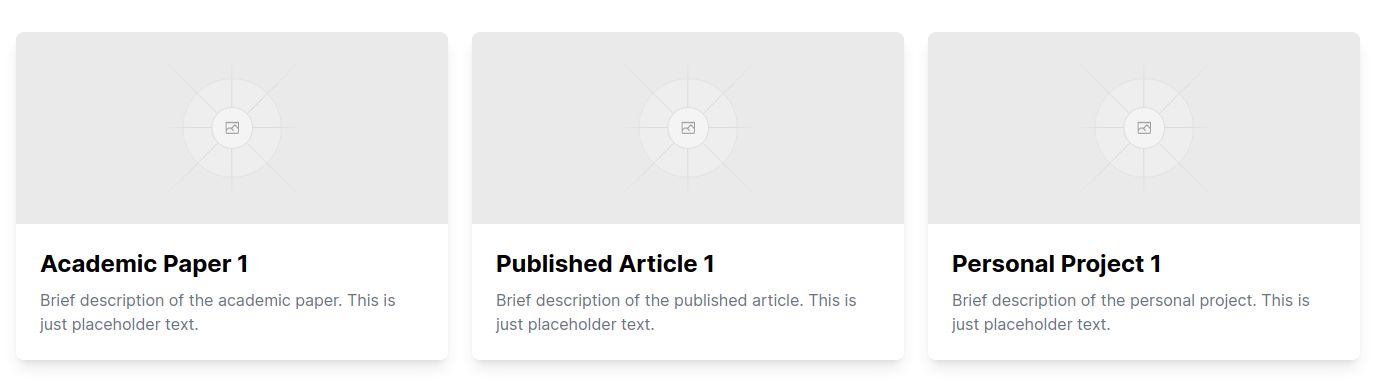 Academic Paper 1
Brief description of the academic paper. This is
just placeholder text.
Published Article 1
Brief description of the published article. This is
just placeholder text.
Personal Project 1
Brief description of the personal project. This is
just placeholder text.